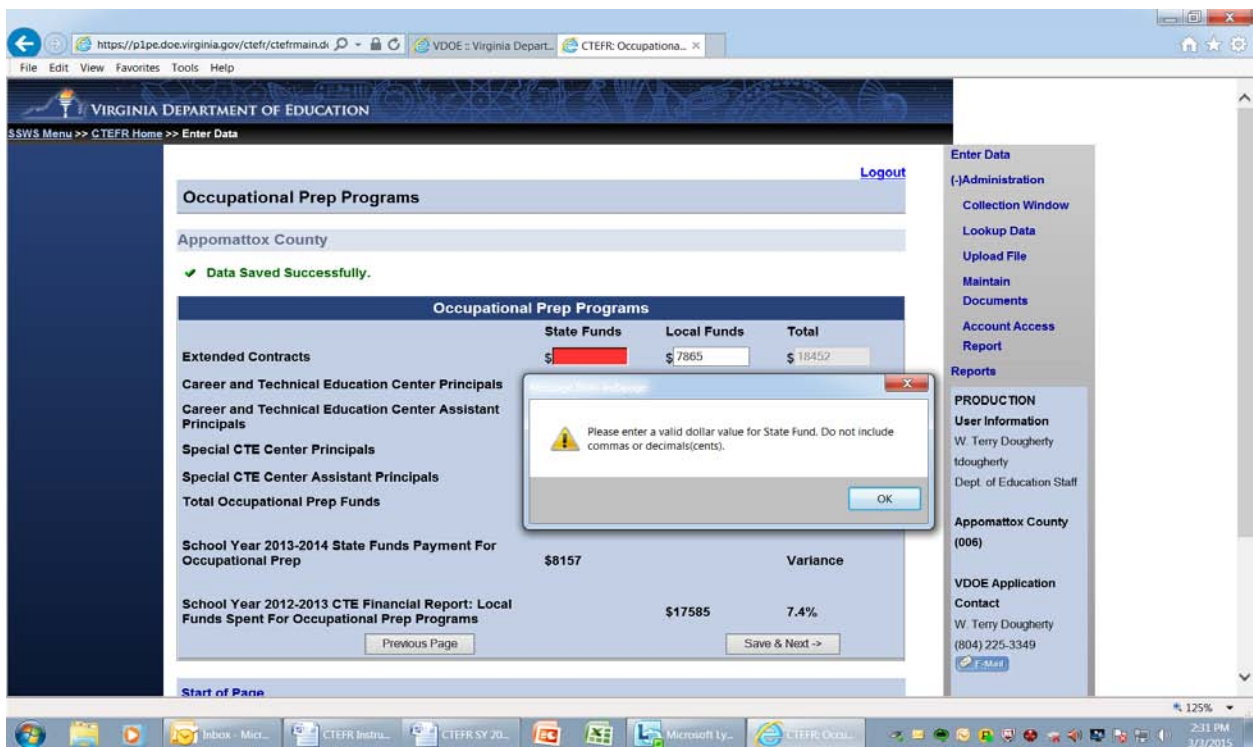 https://p1pe.doe.virginia.gov/ctefr/ctefrmain.d
VDOE :: Virginia Depart...
CTEFR: Occupationa...
File Edit View Favorites Tools Help
VIRGINIA DEPARTMENT OF EDUCATION
SSWS Menu >> CTEFR Home >> Enter Data
Logout
Occupational Prep Programs
Appomattox County
Data Saved Successfully.
Occupational Prep Programs
State Funds Local Funds Total
Extended Contracts $ $ 7865 $ 18452
Career and Technical Education Center Principals
Career and Technical Education Center Assistant
Principals
Special CTE Center Principals
Special CTE Center Assistant Principals
Total Occupational Prep Funds
Please enter a valid dollar value for State Fund. Do not include
commas or decimals(cents).
OK
School Year 2013-2014 State Funds Payment For
Occupational Prep $8157 Variance
School Year 2012-2013 CTE Financial Report: Local
Funds Spent For Occupational Prep Programs $17585 7.4%
Previous Page Save & Next ->
Start of Page
Enter Data
(-)Administration
Collection Window
Lookup Data
Upload File
Maintain
Documents
Account Access
Report
Reports
PRODUCTION
User Information
W. Terry Dougherty
tdougherty
Dept. of Education Staff
Appomattox County
(006)
VDOE Application
Contact
W. Terry Dougherty
(804) 225-3349
E-Mail
125%
Inbox - Micr... CTEFR Instru... CTEFR SY 20... Microsoft Ly... CTEFR: Occu...
2:31 PM
3/3/2015